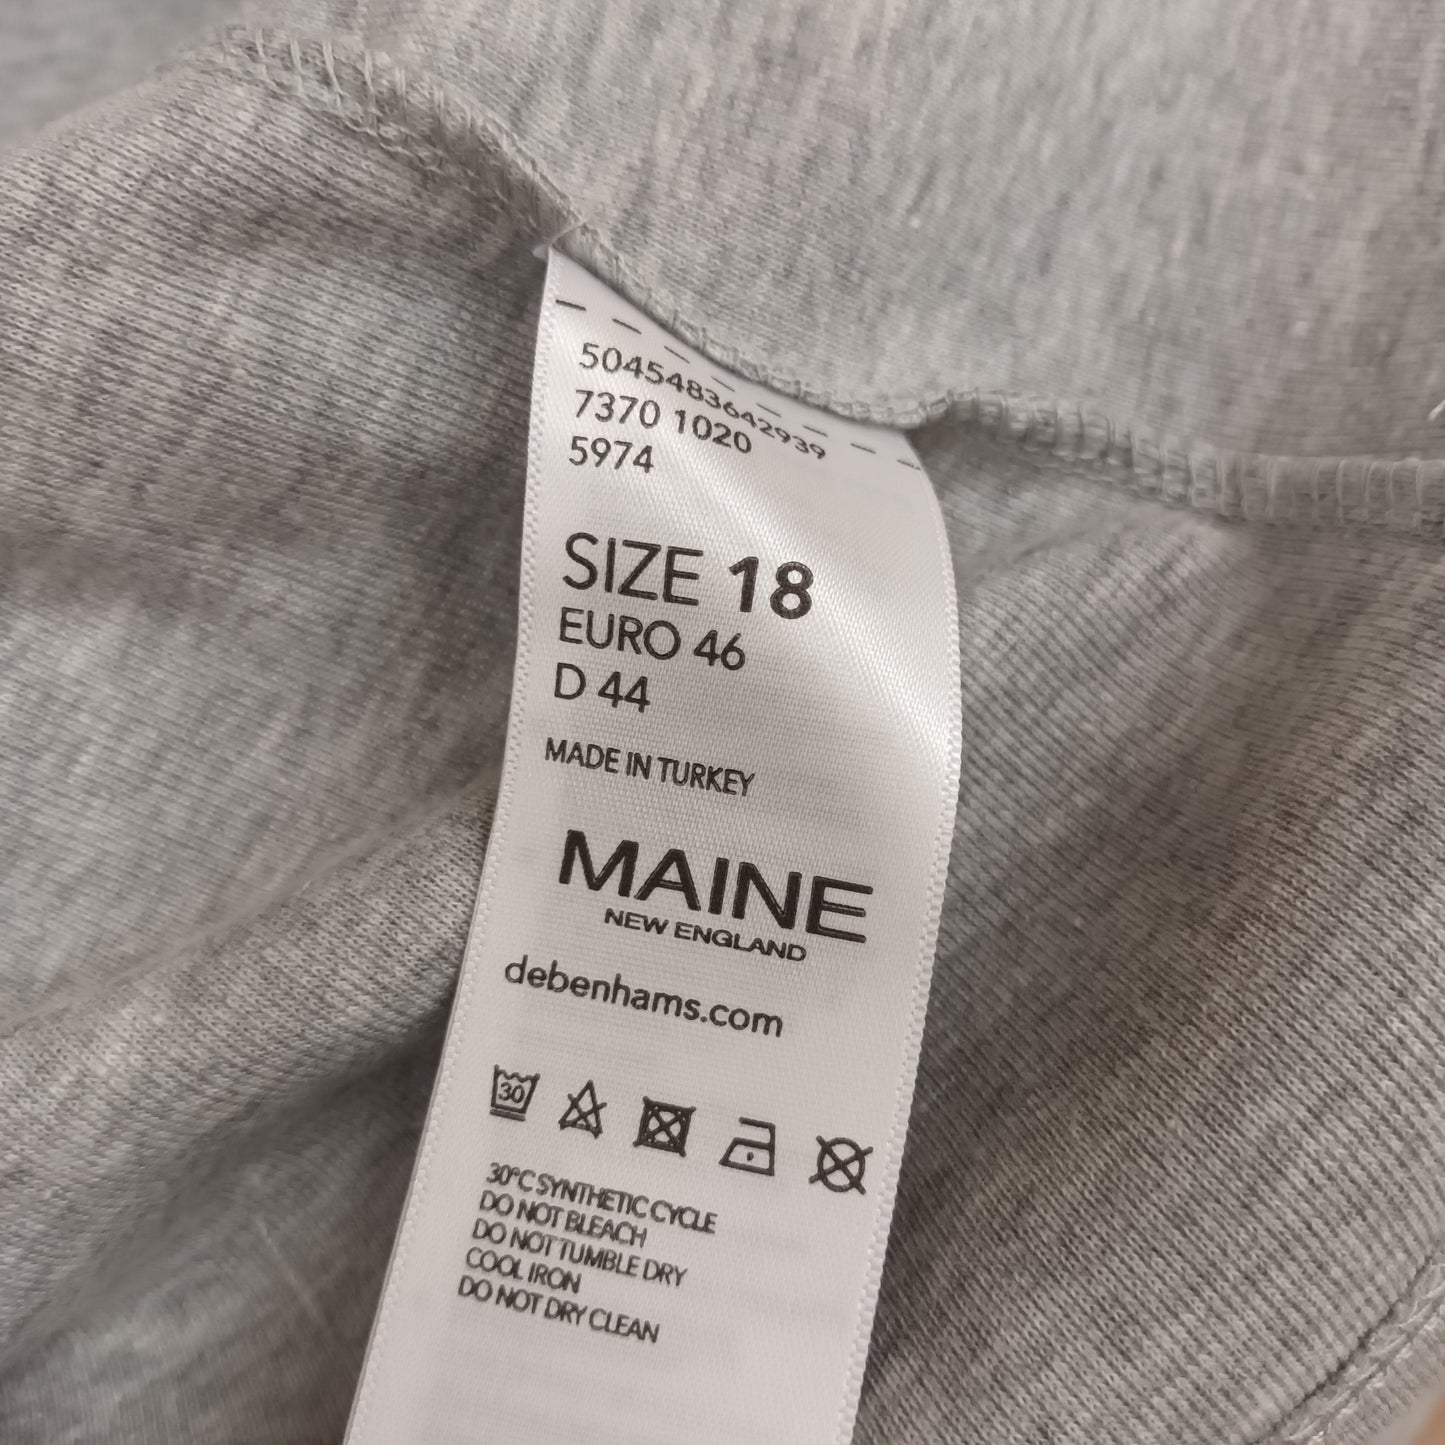 5045483642939
7370 1020
5974
SIZE 18
EURO 46
D 44
MADE IN TURKEY
MAINE
NEW ENGLAND
debenhams.com
30
30°C SYNTHETIC CYCLE
DO NOT BLEACH
DO NOT TUMBLE DRY
COOL IRON
DO NOT DRY CLEAN